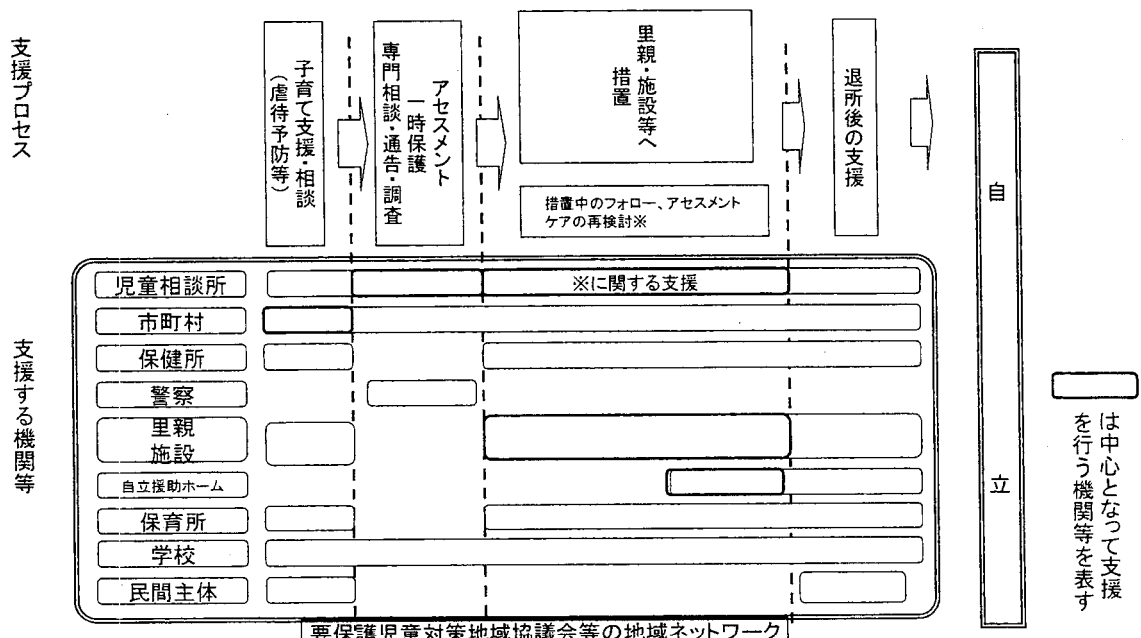 支援プロセス
子育て支援・相談
（虐待予防等）
アセスメント
一時保護
専門相談・通告・調査
里親・施設等へ
措置
措置中のフォロー、アセスメント
ケアの再検討※
退所後の支援
自立
支援する機関等
児童相談所
※に関する支援
市町村
保健所
警察
里親
施設
自立援助ホーム
保育所
学校
民間主体
要保護児童対策地域協議会等の地域ネットワーク
は中心となって支援
を行う機関等を表す